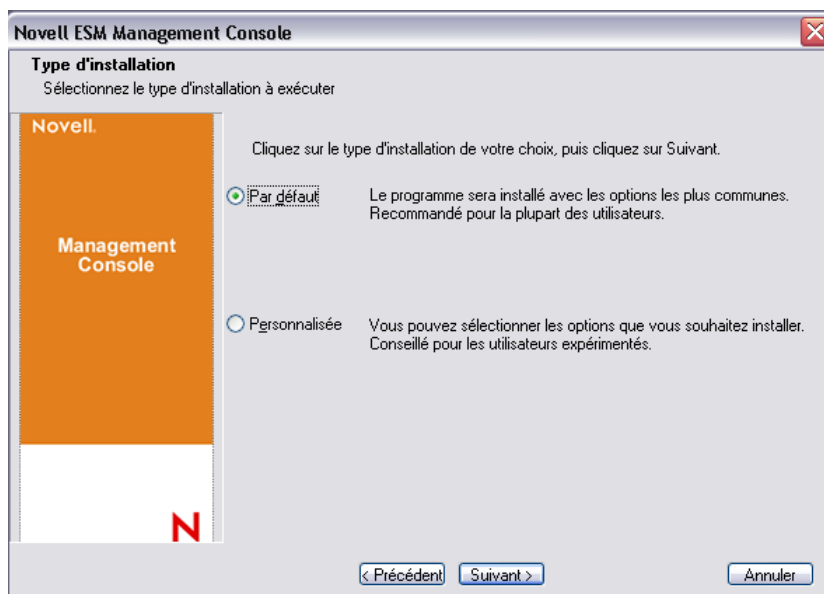 Novell ESM Management Console
Type d'installation
Sélectionnez le type d'installation à exécuter
Novell.
Management
Console
Cliquez sur le type d'installation de votre choix, puis cliquez sur Suivant.
Par défaut
Le programme sera installé avec les options les plus communes.
Recommandé pour la plupart des utilisateurs.
Personnalisée
Vous pouvez sélectionner les options que vous souhaitez installer.
Conseillé pour les utilisateurs expérimentés.
N
< Précédent
Suivant >
Annuler